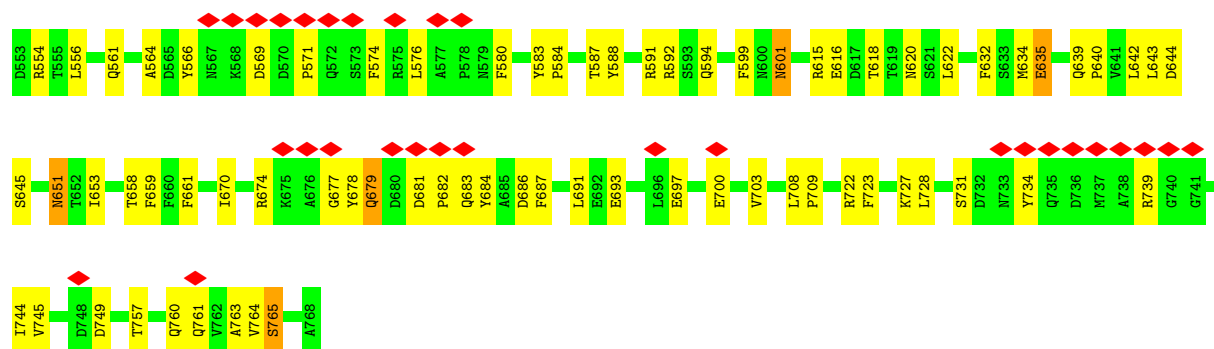 D553 R554 T555 L556 Q561 A564 D565 Y566 N567 K568 D569 D570 P571 Q572 S573 F574 R575 L576 A577 P578 N579 F580 Y583 P584 T587 Y588 R591 R592 S593 Q594 F599 N600 N601 R615 E616 D617 T618 T619 N620 S621 L622 F632 S633 M634 E635 Q639 P640 V641 L642 L643 D644
S645 N651 T652 I653 T658 F659 F660 F661 I670 R674 K675 A676 G677 Y678 Q679 D680 D681 P682 Q683 Y684 A685 D686 F687 L691 E692 E693 L696 E697 E700 V703 L708 P709 R722 F723 K727 L728 S731 D732 N733 Y734 Q735 D736 M737 A738 R739 G740 G741
I744 V745 D748 D749 T757 Q760 Q761 V762 A763 V764 S765 A768